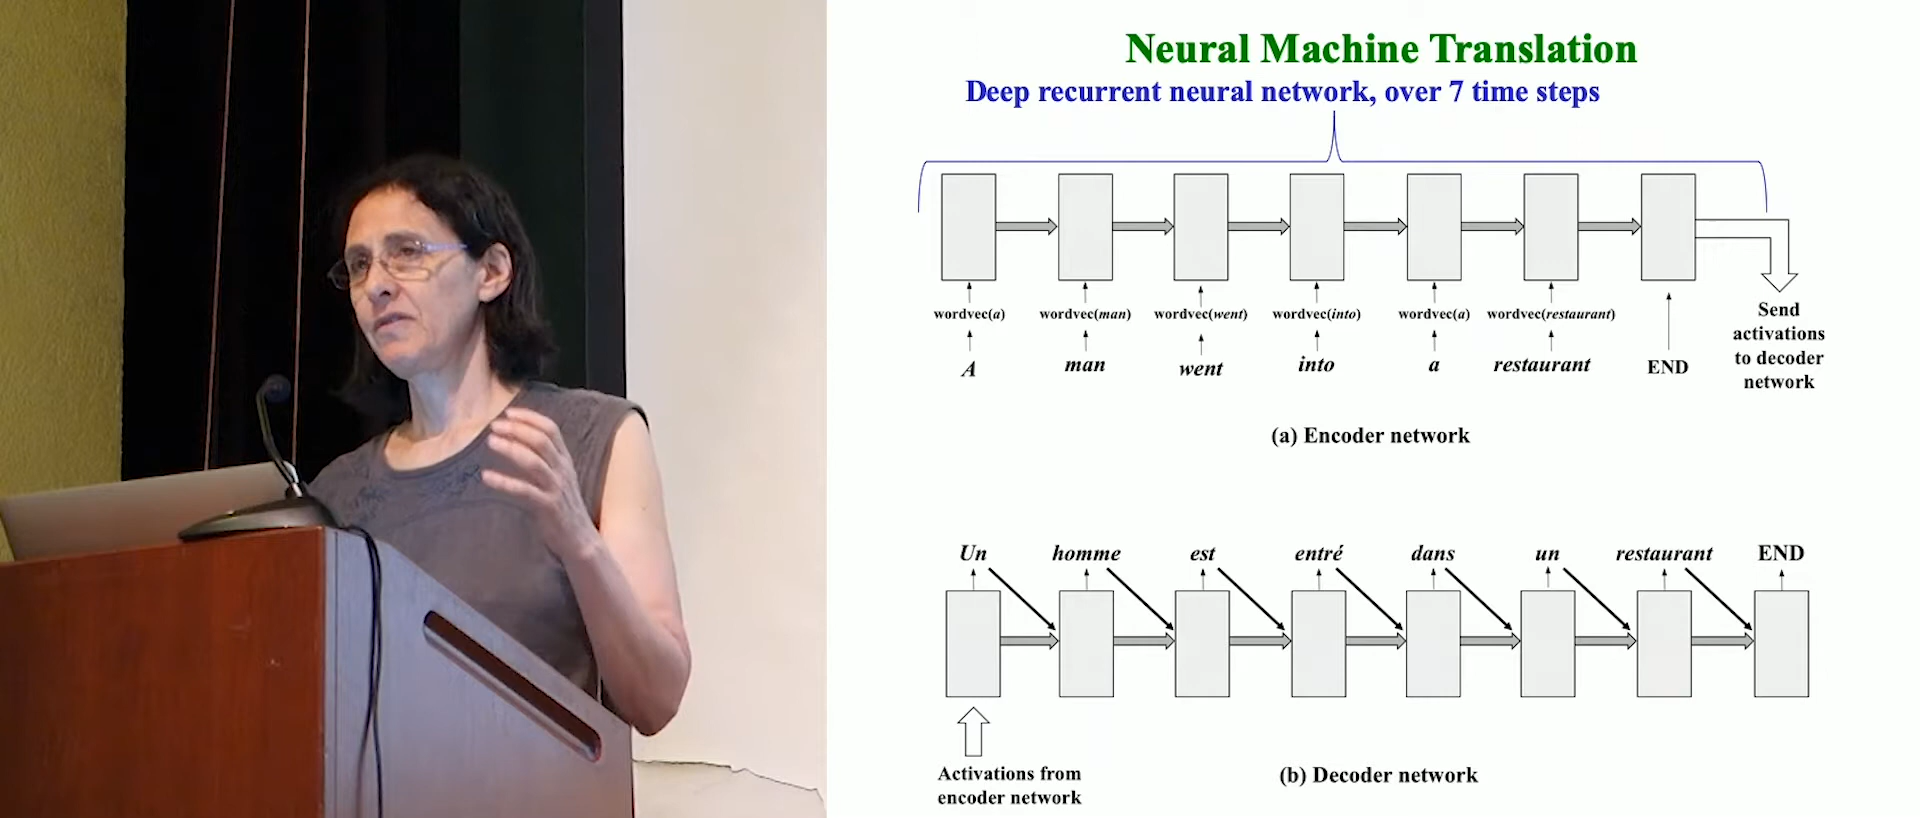 Neural Machine Translation
Deep recurrent neural network, over 7 time steps
wordvec(a) wordvec(man) wordvec(went) wordvec(into) wordvec(a) wordvec(restaurant)
A man went into a restaurant END
Send
activations
to decoder
network
(a) Encoder network
Un homme est entré dans un restaurant END
Activations from
encoder network
(b) Decoder network